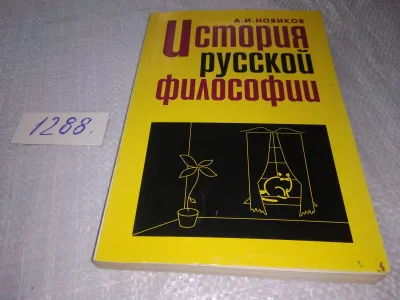 А.И.НОВИКОВ
История
русской
философии
1288.